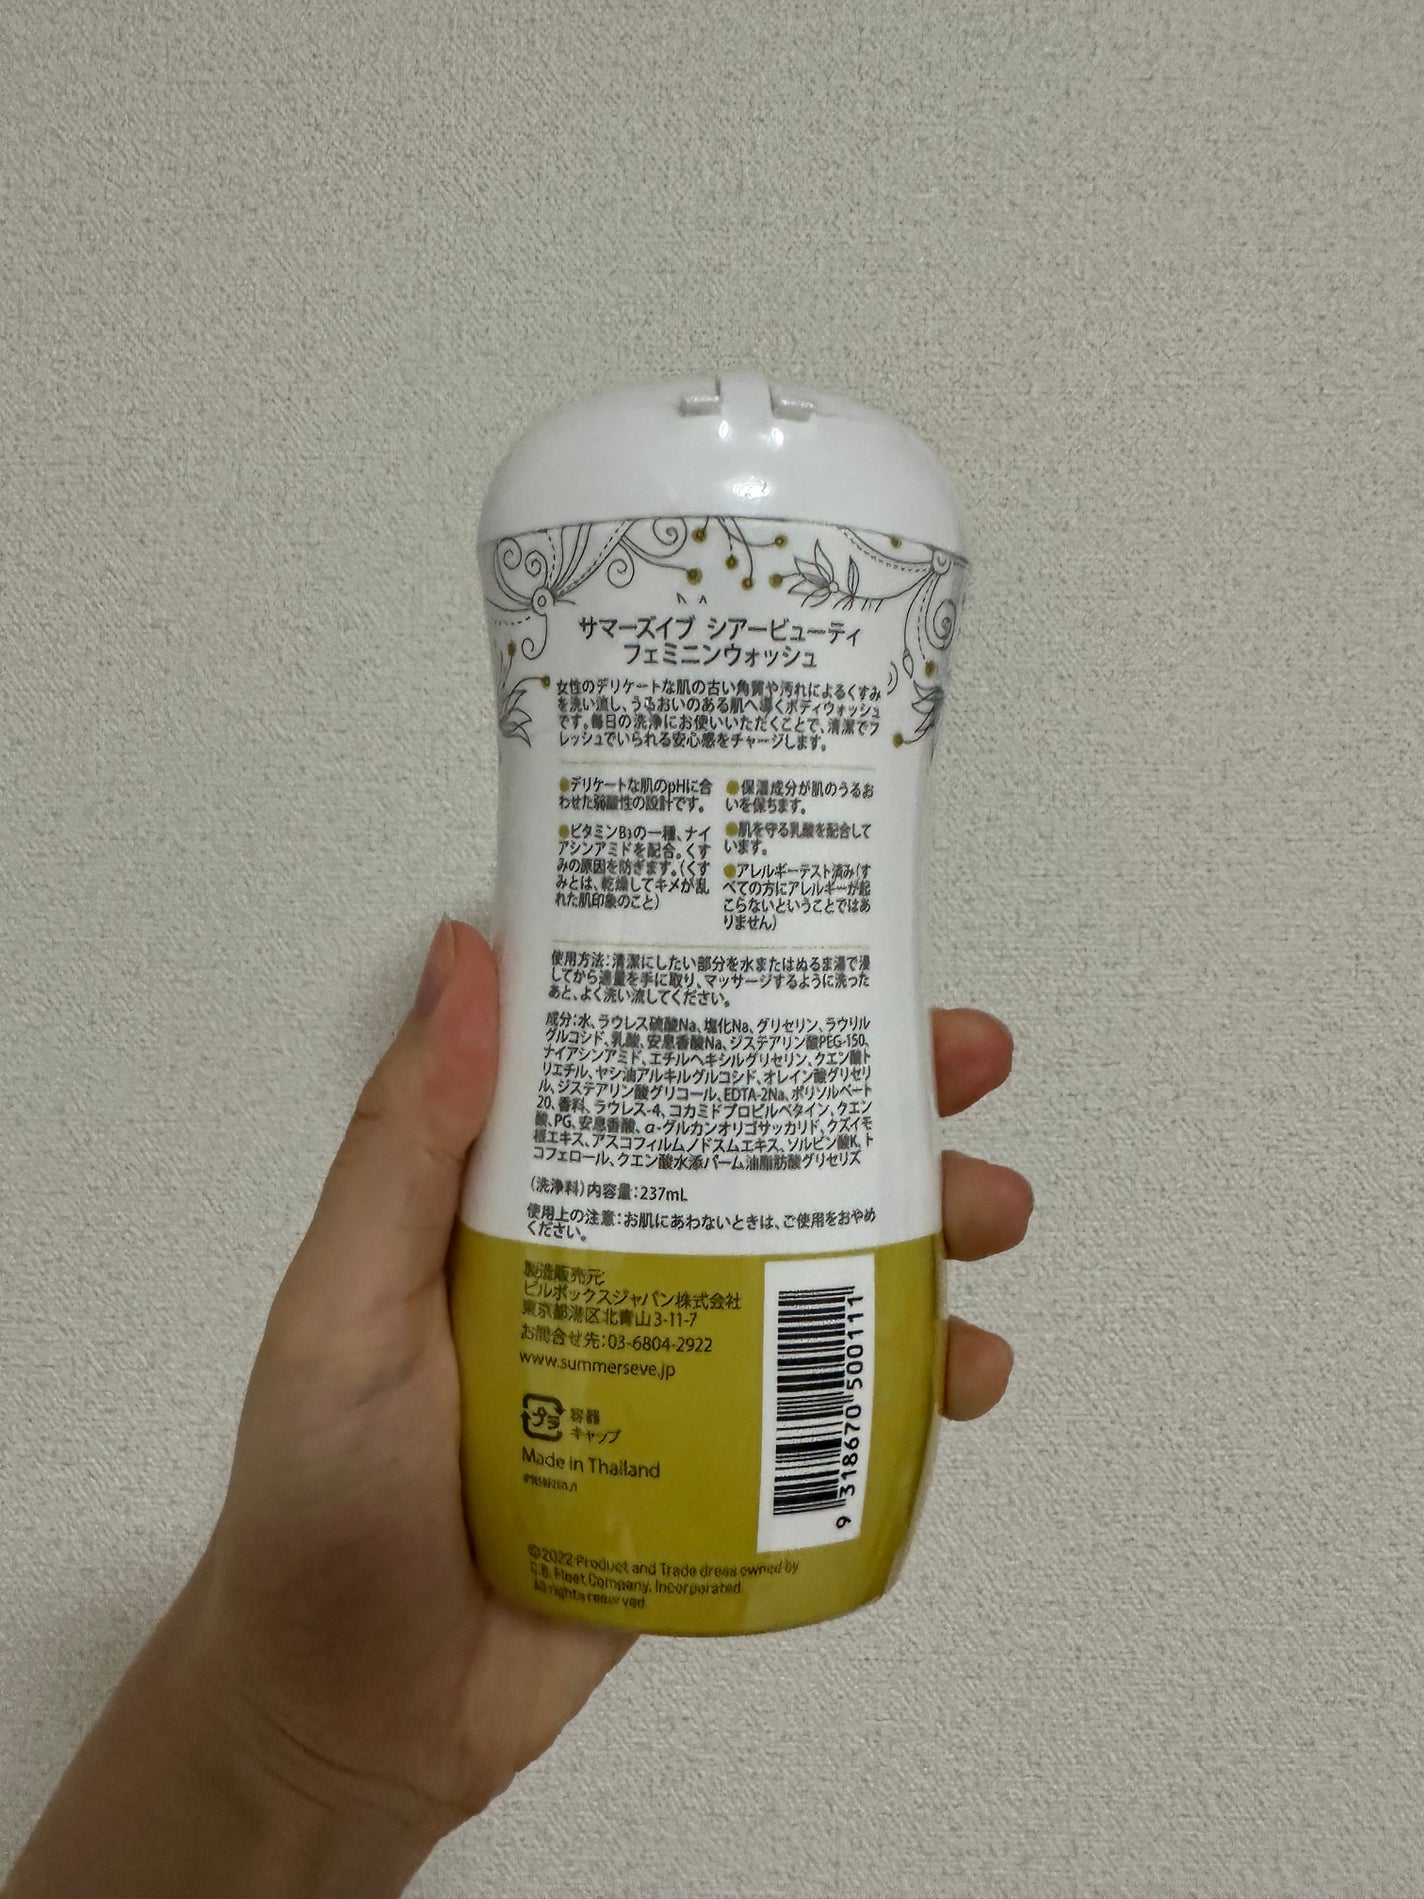 サマーズイブ シアービューティ
フェミニンウォッシュ
女性のデリケートな肌の古い角質や汚れによるくすみ
を洗い流し、うるおいのある肌へ導くボディウォッシュ
です。毎日の洗浄にお使いいただくことで、清潔でフ
レッシュでいられる安心感をチャージします。
●デリケートな肌のpHに合
わせた弱酸性の設計です。
●ビタミンB3の一種、ナイ
アシンアミドを配合。くす
みの原因を防ぎます。(くす
みとは、乾燥してキメが乱
れた肌印象のこと)
●保湿成分が肌のうるお
いを保ちます。
●肌を守る乳酸を配合して
います。
●アレルギーテスト済み(す
べての方にアレルギーが起
こらないということではあ
りません)
使用方法:清潔にしたい部分を水またはぬるま湯で浸
してから適量を手に取り、マッサージするように洗った
あと、よく洗い流してください。
成分:水、ラウレス硫酸Na、塩化Na、グリセリン、ラウリル
グルコシド、乳酸、安息香酸Na、ジステアリン酸PEG-150、
ナイアシンアミド、エチルヘキシルグリセリン、クエン酸ト
リエチル、ヤシ油アルキルグルコシド、オレイン酸グリセリ
ル、ジステアリン酸グリコール、EDTA-2Na、ポリソルベート
20、香料、ラウレス-4、コカミドプロピルベタイン、クエン
酸、PG、安息香酸、α-グルカンオリゴサッカリド、クズイモ
根エキス、アスコフィルムノドスムエキス、ソルビン酸K、ト
コフェロール、クエン酸水添パーム油脂肪酸グリセリズ
(洗浄料)内容量:237mL
使用上の注意:お肌にあわないときは、ご使用をおやめ
ください。
製造販売元:
ピルボックスジャパン株式会社
東京都港区北青山3-11-7
お問合せ先:03-6804-2922
www.summerseve.jp
プラ
容器
キャップ
Made in Thailand
©2022 Product and Trade dress owned by
C.B. Fleet Company, Incorporated.
All rights reserved
9 318670 500111